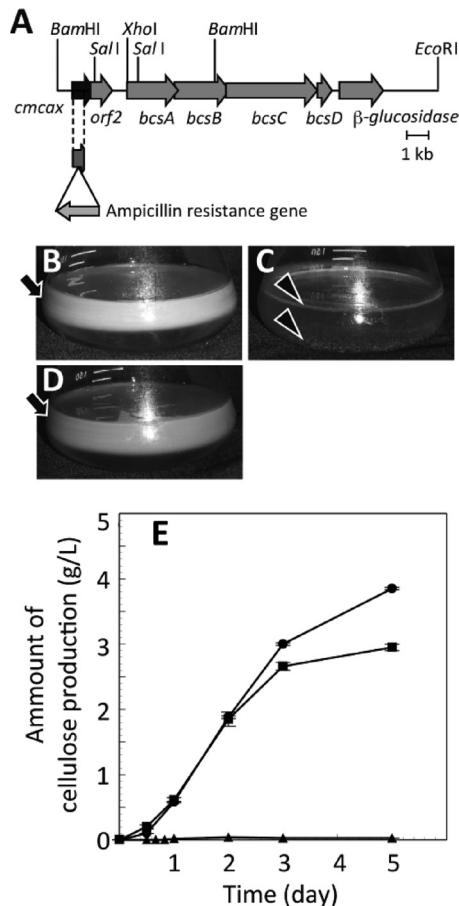 A
BamHI
SalI
XhoI
SalI
BamHI
EcoRI
cmcax
orf2
bcsA
bcsB
bcsC
bcsD
β-glucosidase
1 kb
Ampicillin resistance gene
B
C
D
E
Ammount of
cellulose production (g/L)
5
4
3
2
1
0
1 2 3 4 5
Time (day)